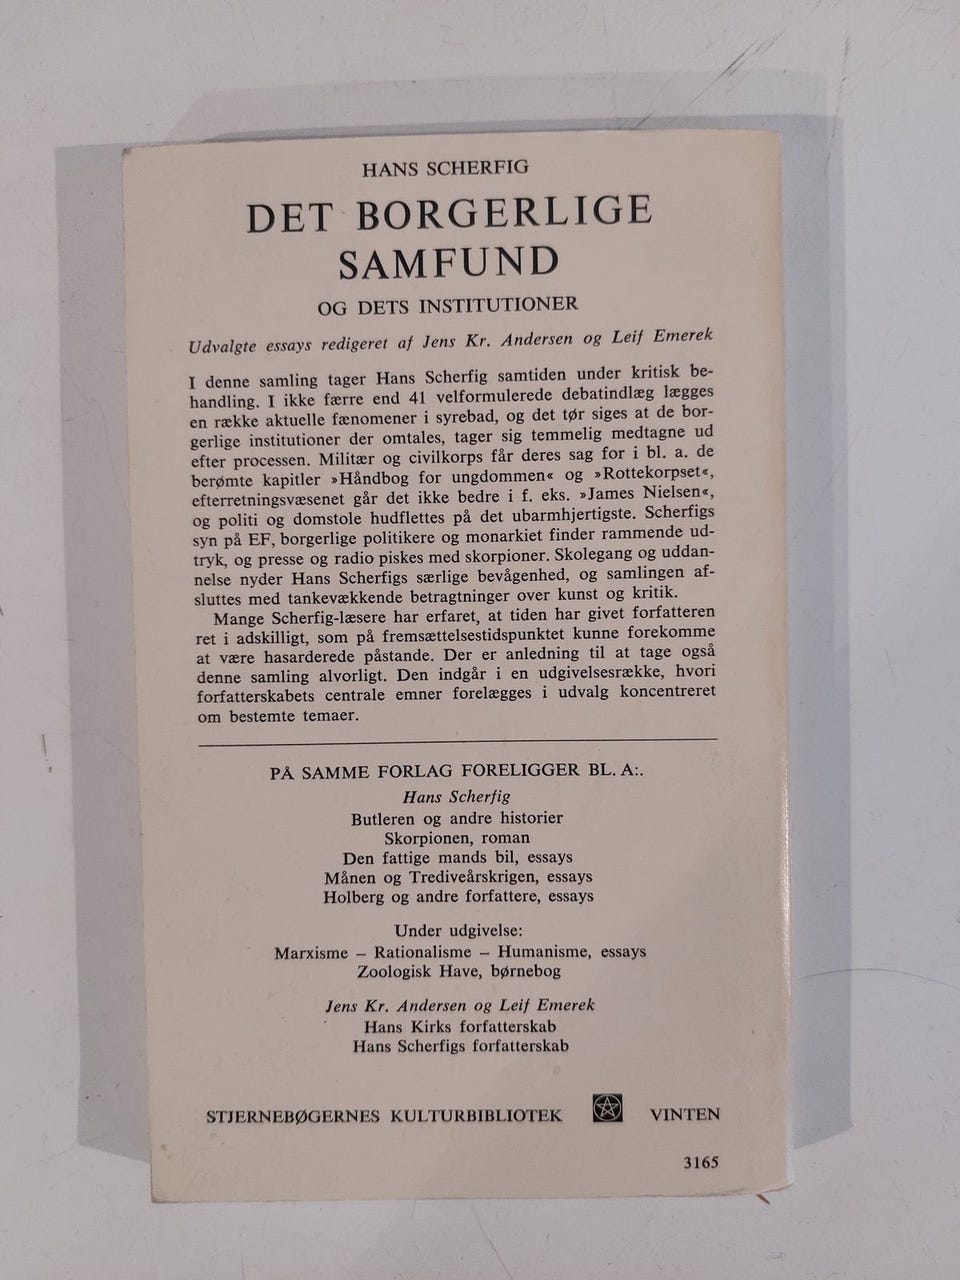 HANS SCHERFIG
DET BORGERLIGE
SAMFUND
OG DETS INSTITUTIONER
Udvalgte essays redigeret af Jens Kr. Andersen og Leif Emerek
I denne samling tager Hans Scherfig samtiden under kritisk be-
handling. I ikke færre end 41 velformulerede debatindlæg lægges
en række aktuelle fænomener i syrebad, og det tør siges at de bor-
gerlige institutioner der omtales, tager sig temmelig medtagne ud
efter processen. Militær og civilkorps får deres sag for i bl. a. de
berømte kapitler »Håndbog for ungdommen« og »Rottekorpset«,
efterretningsvæsenet går det ikke bedre i f. eks. »James Nielsen«,
og politi og domstole hudflettes på det ubarmhjertigste. Scherfigs
syn på EF, borgerlige politikere og monarkiet finder rammende ud-
tryk, og presse og radio piskes med skorpioner. Skolegang og uddan-
nelse nyder Hans Scherfigs særlige bevågenhed, og samlingen af-
sluttes med tankevækkende betragtninger over kunst og kritik.
Mange Scherfig-læsere har erfaret, at tiden har givet forfatteren
ret i adskilligt, som på fremsættelsestidspunktet kunne forekomme
at være hasarderede påstande. Der er anledning til at tage også
denne samling alvorligt. Den indgår i en udgivelsesrække, hvori
forfatterskabets centrale emner forelægges i udvalg koncentreret
om bestemte temaer.
PÅ SAMME FORLAG FORELIGGER BL. A:.
Hans Scherfig
Butleren og andre historier
Skorpionen, roman
Den fattige mands bil, essays
Månen og Trediveårskrigen, essays
Holberg og andre forfattere, essays
Under udgivelse:
Marxisme – Rationalisme – Humanisme, essays
Zoologisk Have, børnebog
Jens Kr. Andersen og Leif Emerek
Hans Kirks forfatterskab
Hans Scherfigs forfatterskab
STJERNEBØGERNES KULTURBIBLIOTEK VINTEN
3165